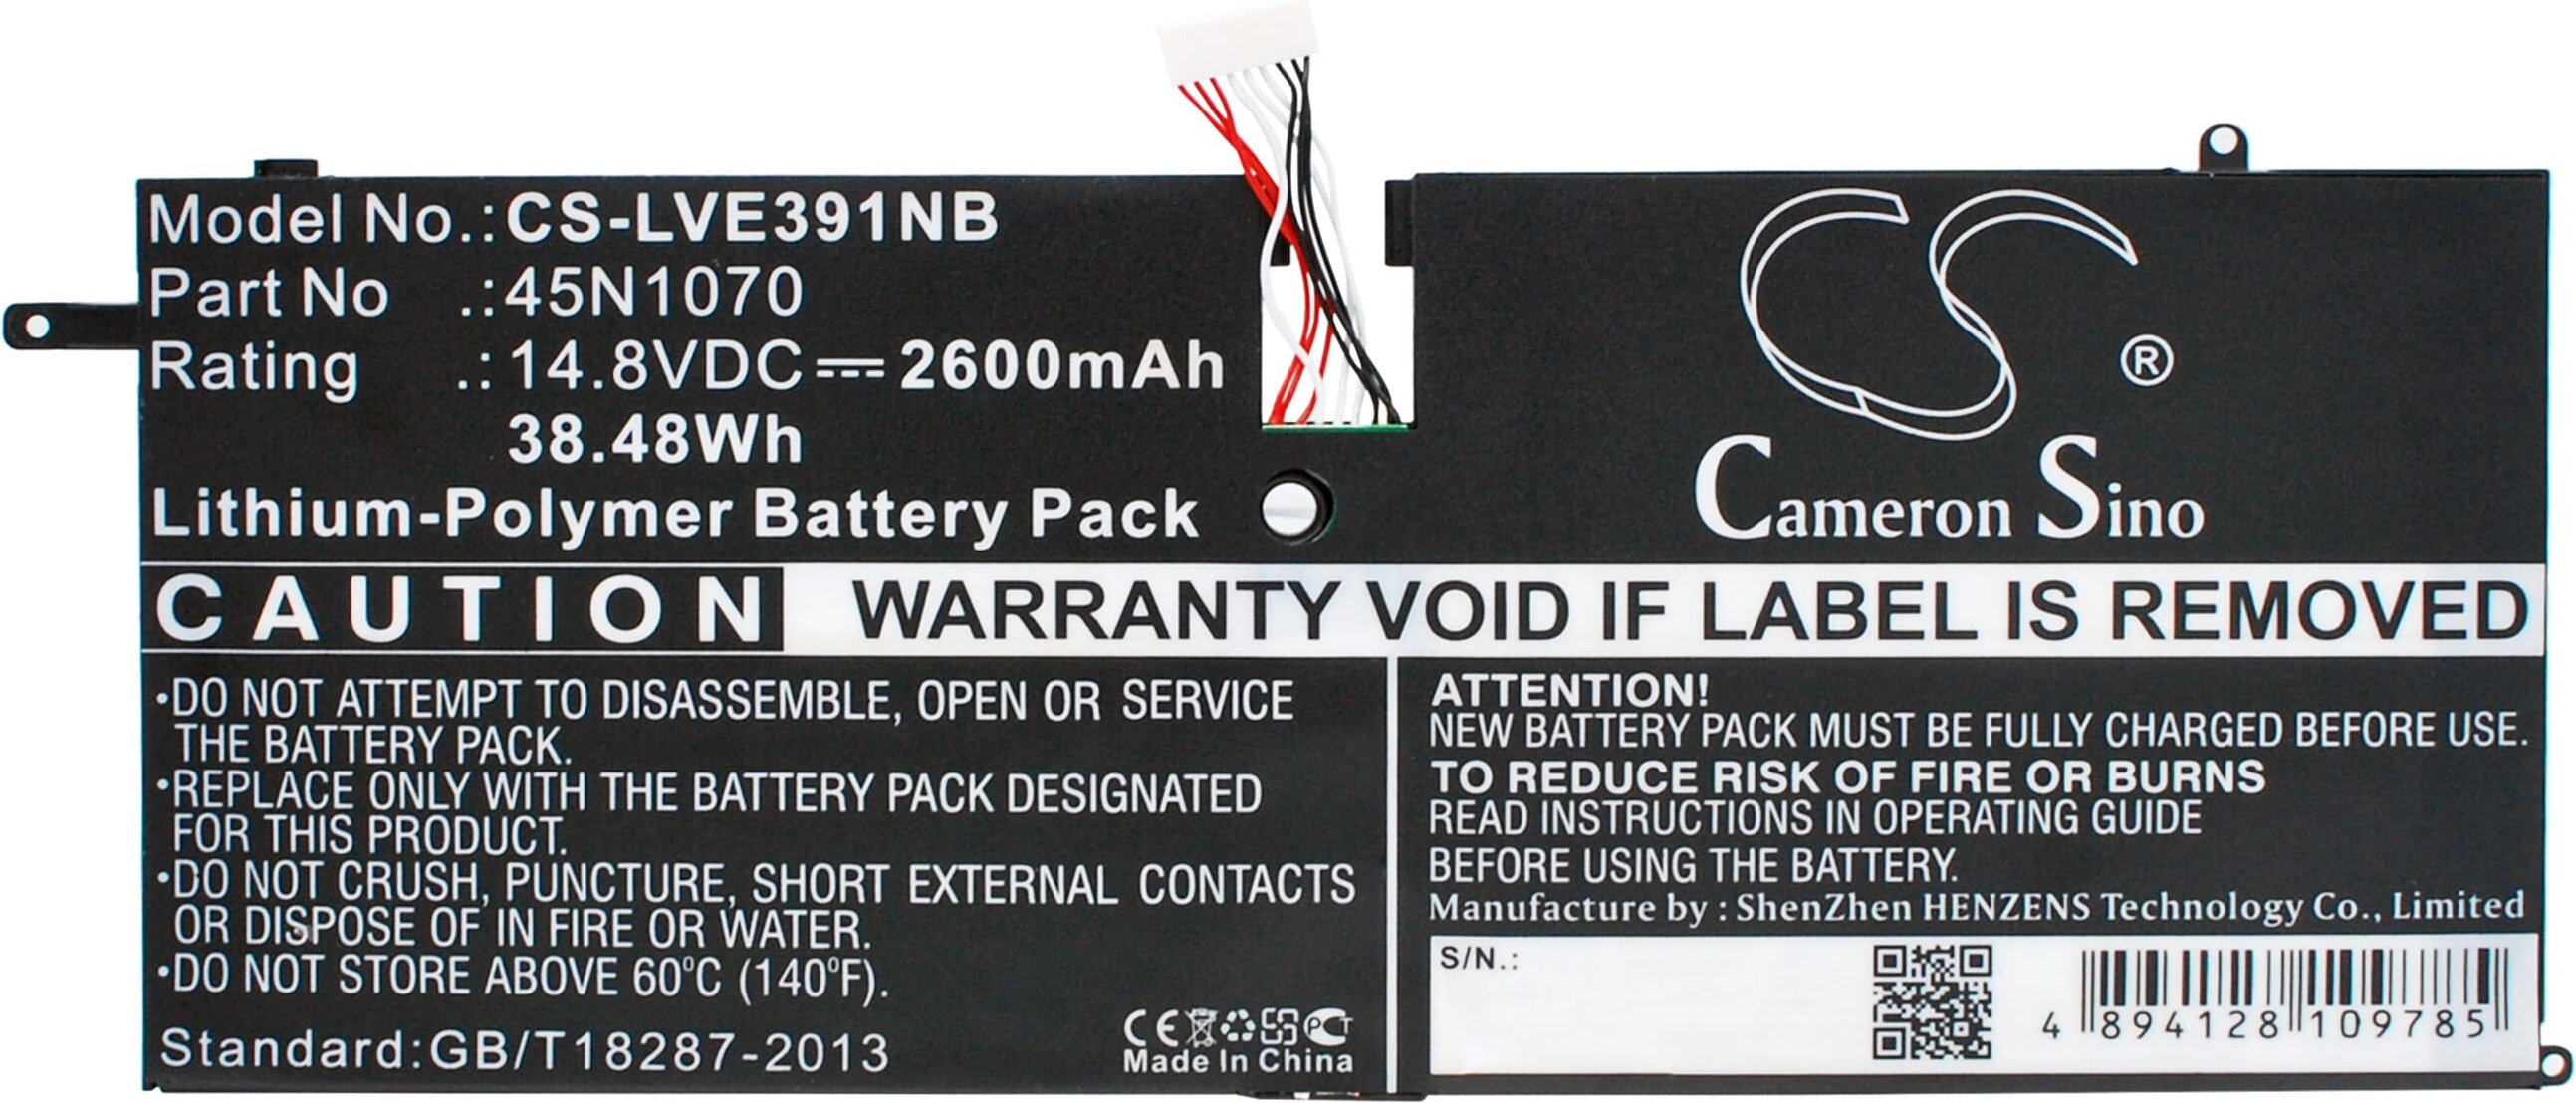 Model No.:CS-LVE391NB
Part No .:45N1070
Rating .:14.8VDC⎓2600mAh
38.48Wh
Lithium-Polymer Battery Pack
CS
®
Cameron Sino
CAUTION WARRANTY VOID IF LABEL IS REMOVED
•DO NOT ATTEMPT TO DISASSEMBLE, OPEN OR SERVICE
THE BATTERY PACK.
•REPLACE ONLY WITH THE BATTERY PACK DESIGNATED
FOR THIS PRODUCT.
•DO NOT CRUSH, PUNCTURE, SHORT EXTERNAL CONTACTS
OR DISPOSE OF IN FIRE OR WATER.
•DO NOT STORE ABOVE 60°C (140°F).
Standard:GB/T18287-2013
CE PCT
Made In China
ATTENTION!
NEW BATTERY PACK MUST BE FULLY CHARGED BEFORE USE.
TO REDUCE RISK OF FIRE OR BURNS
READ INSTRUCTIONS IN OPERATING GUIDE
BEFORE USING THE BATTERY.
Manufacture by : ShenZhen HENZENS Technology Co., Limited
S/N.:
4 894128 109785